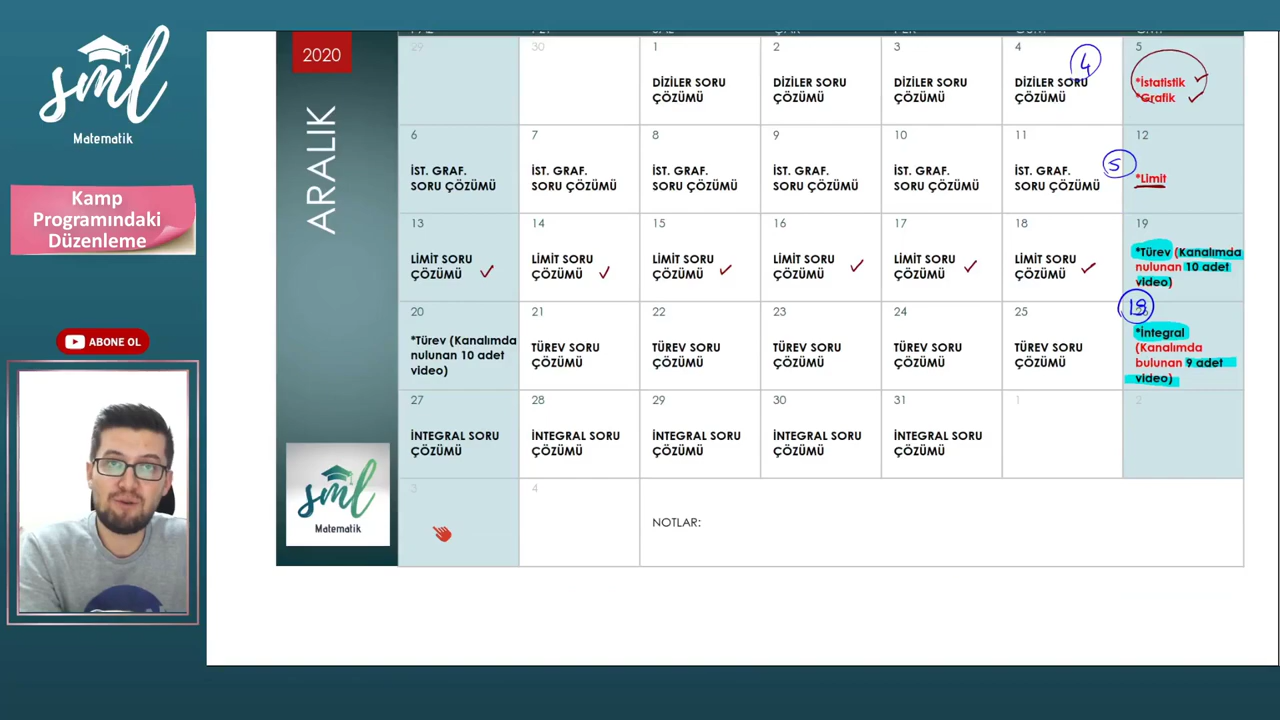 sml
Matematik
Kamp
Programındaki
Düzenleme
ABONE OL
2020
ARALIK
sml
Matematik
29 30 1 2 3 4 5
DİZİLER SORU ÇÖZÜMÜ
DİZİLER SORU ÇÖZÜMÜ
DİZİLER SORU ÇÖZÜMÜ
DİZİLER SORU ÇÖZÜMÜ
4
*İstatistik
*Grafik
6 7 8 9 10 11 12
İST. GRAF. SORU ÇÖZÜMÜ
İST. GRAF. SORU ÇÖZÜMÜ
İST. GRAF. SORU ÇÖZÜMÜ
İST. GRAF. SORU ÇÖZÜMÜ
İST. GRAF. SORU ÇÖZÜMÜ
İST. GRAF. SORU ÇÖZÜMÜ
5
*Limit
13 14 15 16 17 18 19
LİMİT SORU ÇÖZÜMÜ
LİMİT SORU ÇÖZÜMÜ
LİMİT SORU ÇÖZÜMÜ
LİMİT SORU ÇÖZÜMÜ
LİMİT SORU ÇÖZÜMÜ
LİMİT SORU ÇÖZÜMÜ
*Türev (Kanalımda
nulunan 10 adet
video)
20 21 22 23 24 25
*Türev (Kanalımda
nulunan 10 adet
video)
TÜREV SORU ÇÖZÜMÜ
TÜREV SORU ÇÖZÜMÜ
TÜREV SORU ÇÖZÜMÜ
TÜREV SORU ÇÖZÜMÜ
TÜREV SORU ÇÖZÜMÜ
*İntegral
(Kanalımda
bulunan 9 adet
video)
27 28 29 30 31 1 2
İNTEGRAL SORU ÇÖZÜMÜ
İNTEGRAL SORU ÇÖZÜMÜ
İNTEGRAL SORU ÇÖZÜMÜ
İNTEGRAL SORU ÇÖZÜMÜ
İNTEGRAL SORU ÇÖZÜMÜ
3 4
NOTLAR: